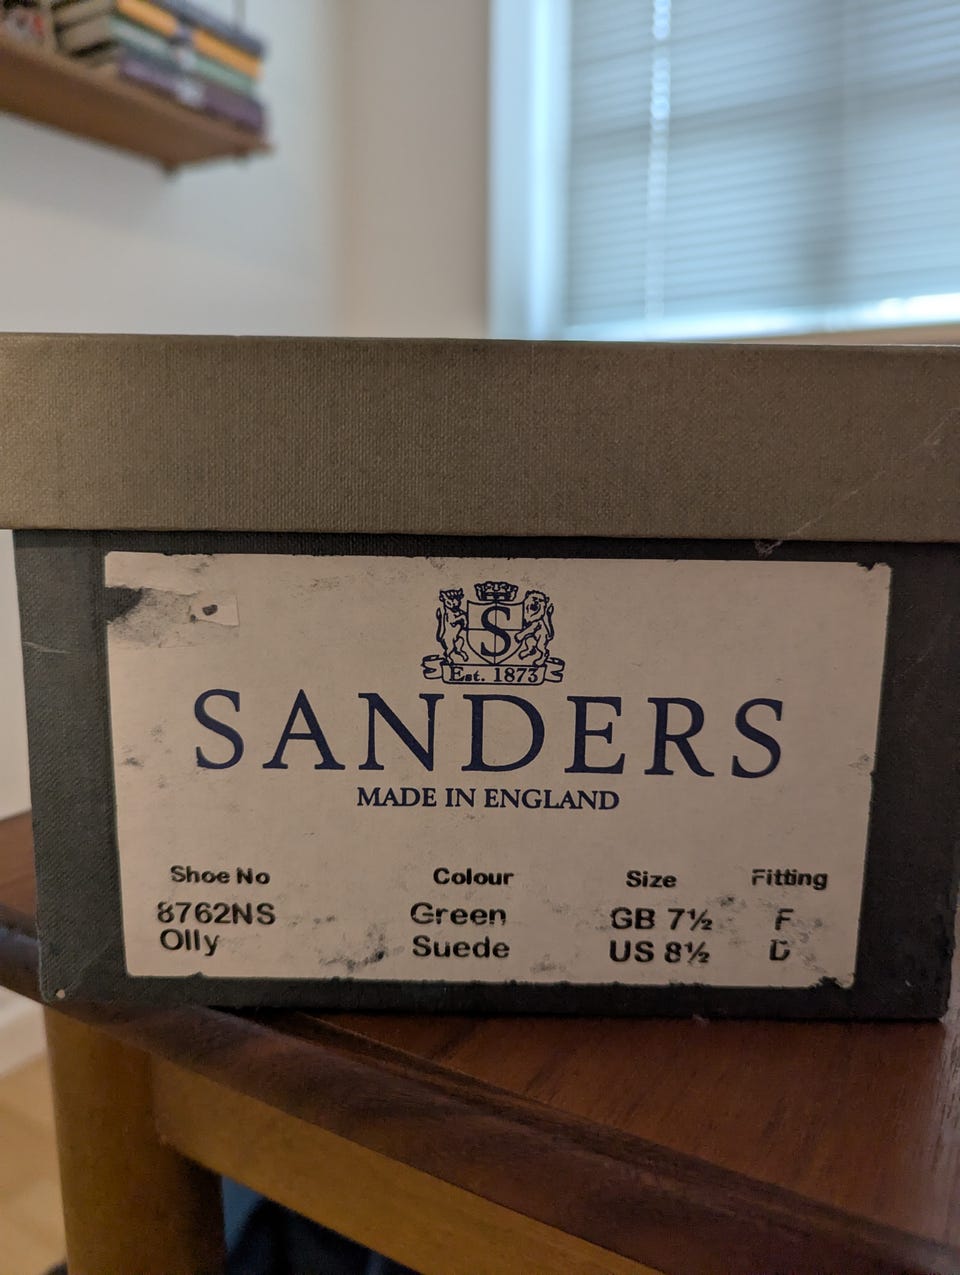 S
Est. 1873
SANDERS
MADE IN ENGLAND
Shoe No Colour Size Fitting
8762NS Green GB 7½ F
Olly Suede US 8½ D